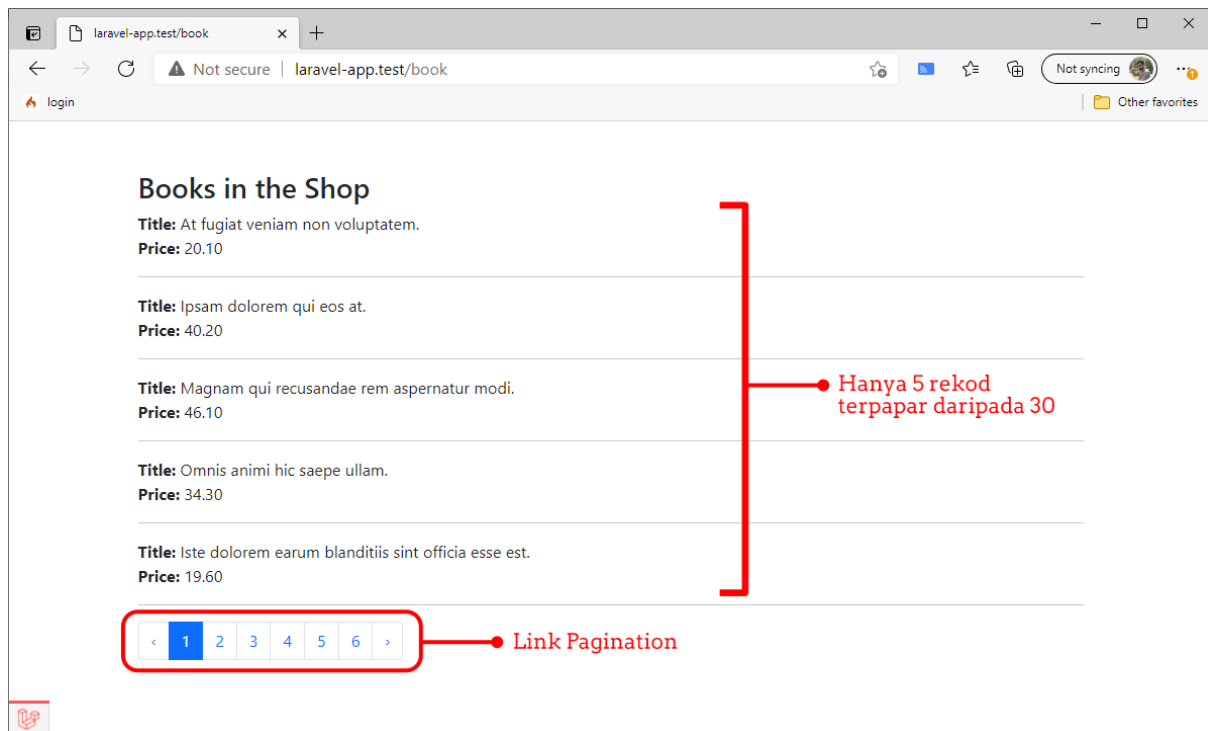 laravel-app.test/book
Not secure | laravel-app.test/book
Not syncing
login
Other favorites
Books in the Shop
Title: At fugiat veniam non voluptatem.
Price: 20.10
Title: Ipsam dolorem qui eos at.
Price: 40.20
Title: Magnam qui recusandae rem aspernatur modi.
Price: 46.10
Hanya 5 rekod
terpapar daripada 30
Title: Omnis animi hic saepe ullam.
Price: 34.30
Title: Iste dolorem earum blanditiis sint officia esse est.
Price: 19.60
‹ 1 2 3 4 5 6 ›
Link Pagination